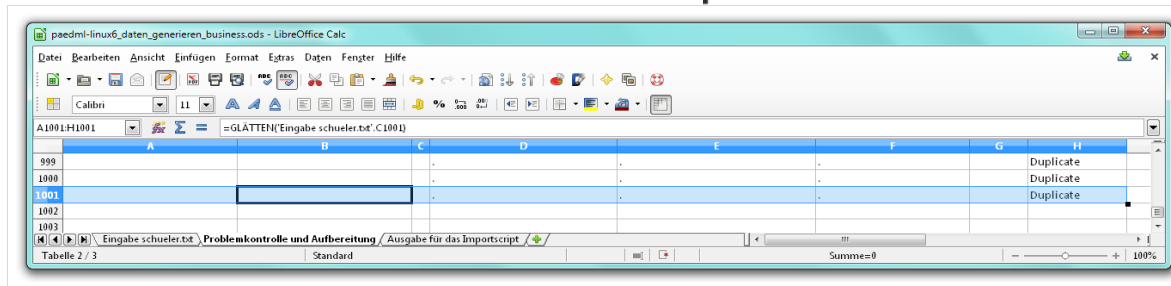 paedml-linux6_daten_generieren_business.ods - LibreOffice Calc
Datei Bearbeiten Ansicht Einfügen Format Extras Daten Fenster Hilfe
Calibri 11
A1001:H1001 =GLÄTTEN('Eingabe schueler.txt'.C1001)
A B C D E F G H
999 . . . Duplicate
1000 . . . Duplicate
1001 . . . Duplicate
1002
1003
Eingabe schueler.txt Problemkontrolle und Aufbereitung Ausgabe für das Importscript
Tabelle 2 / 3 Standard Summe=0 100%